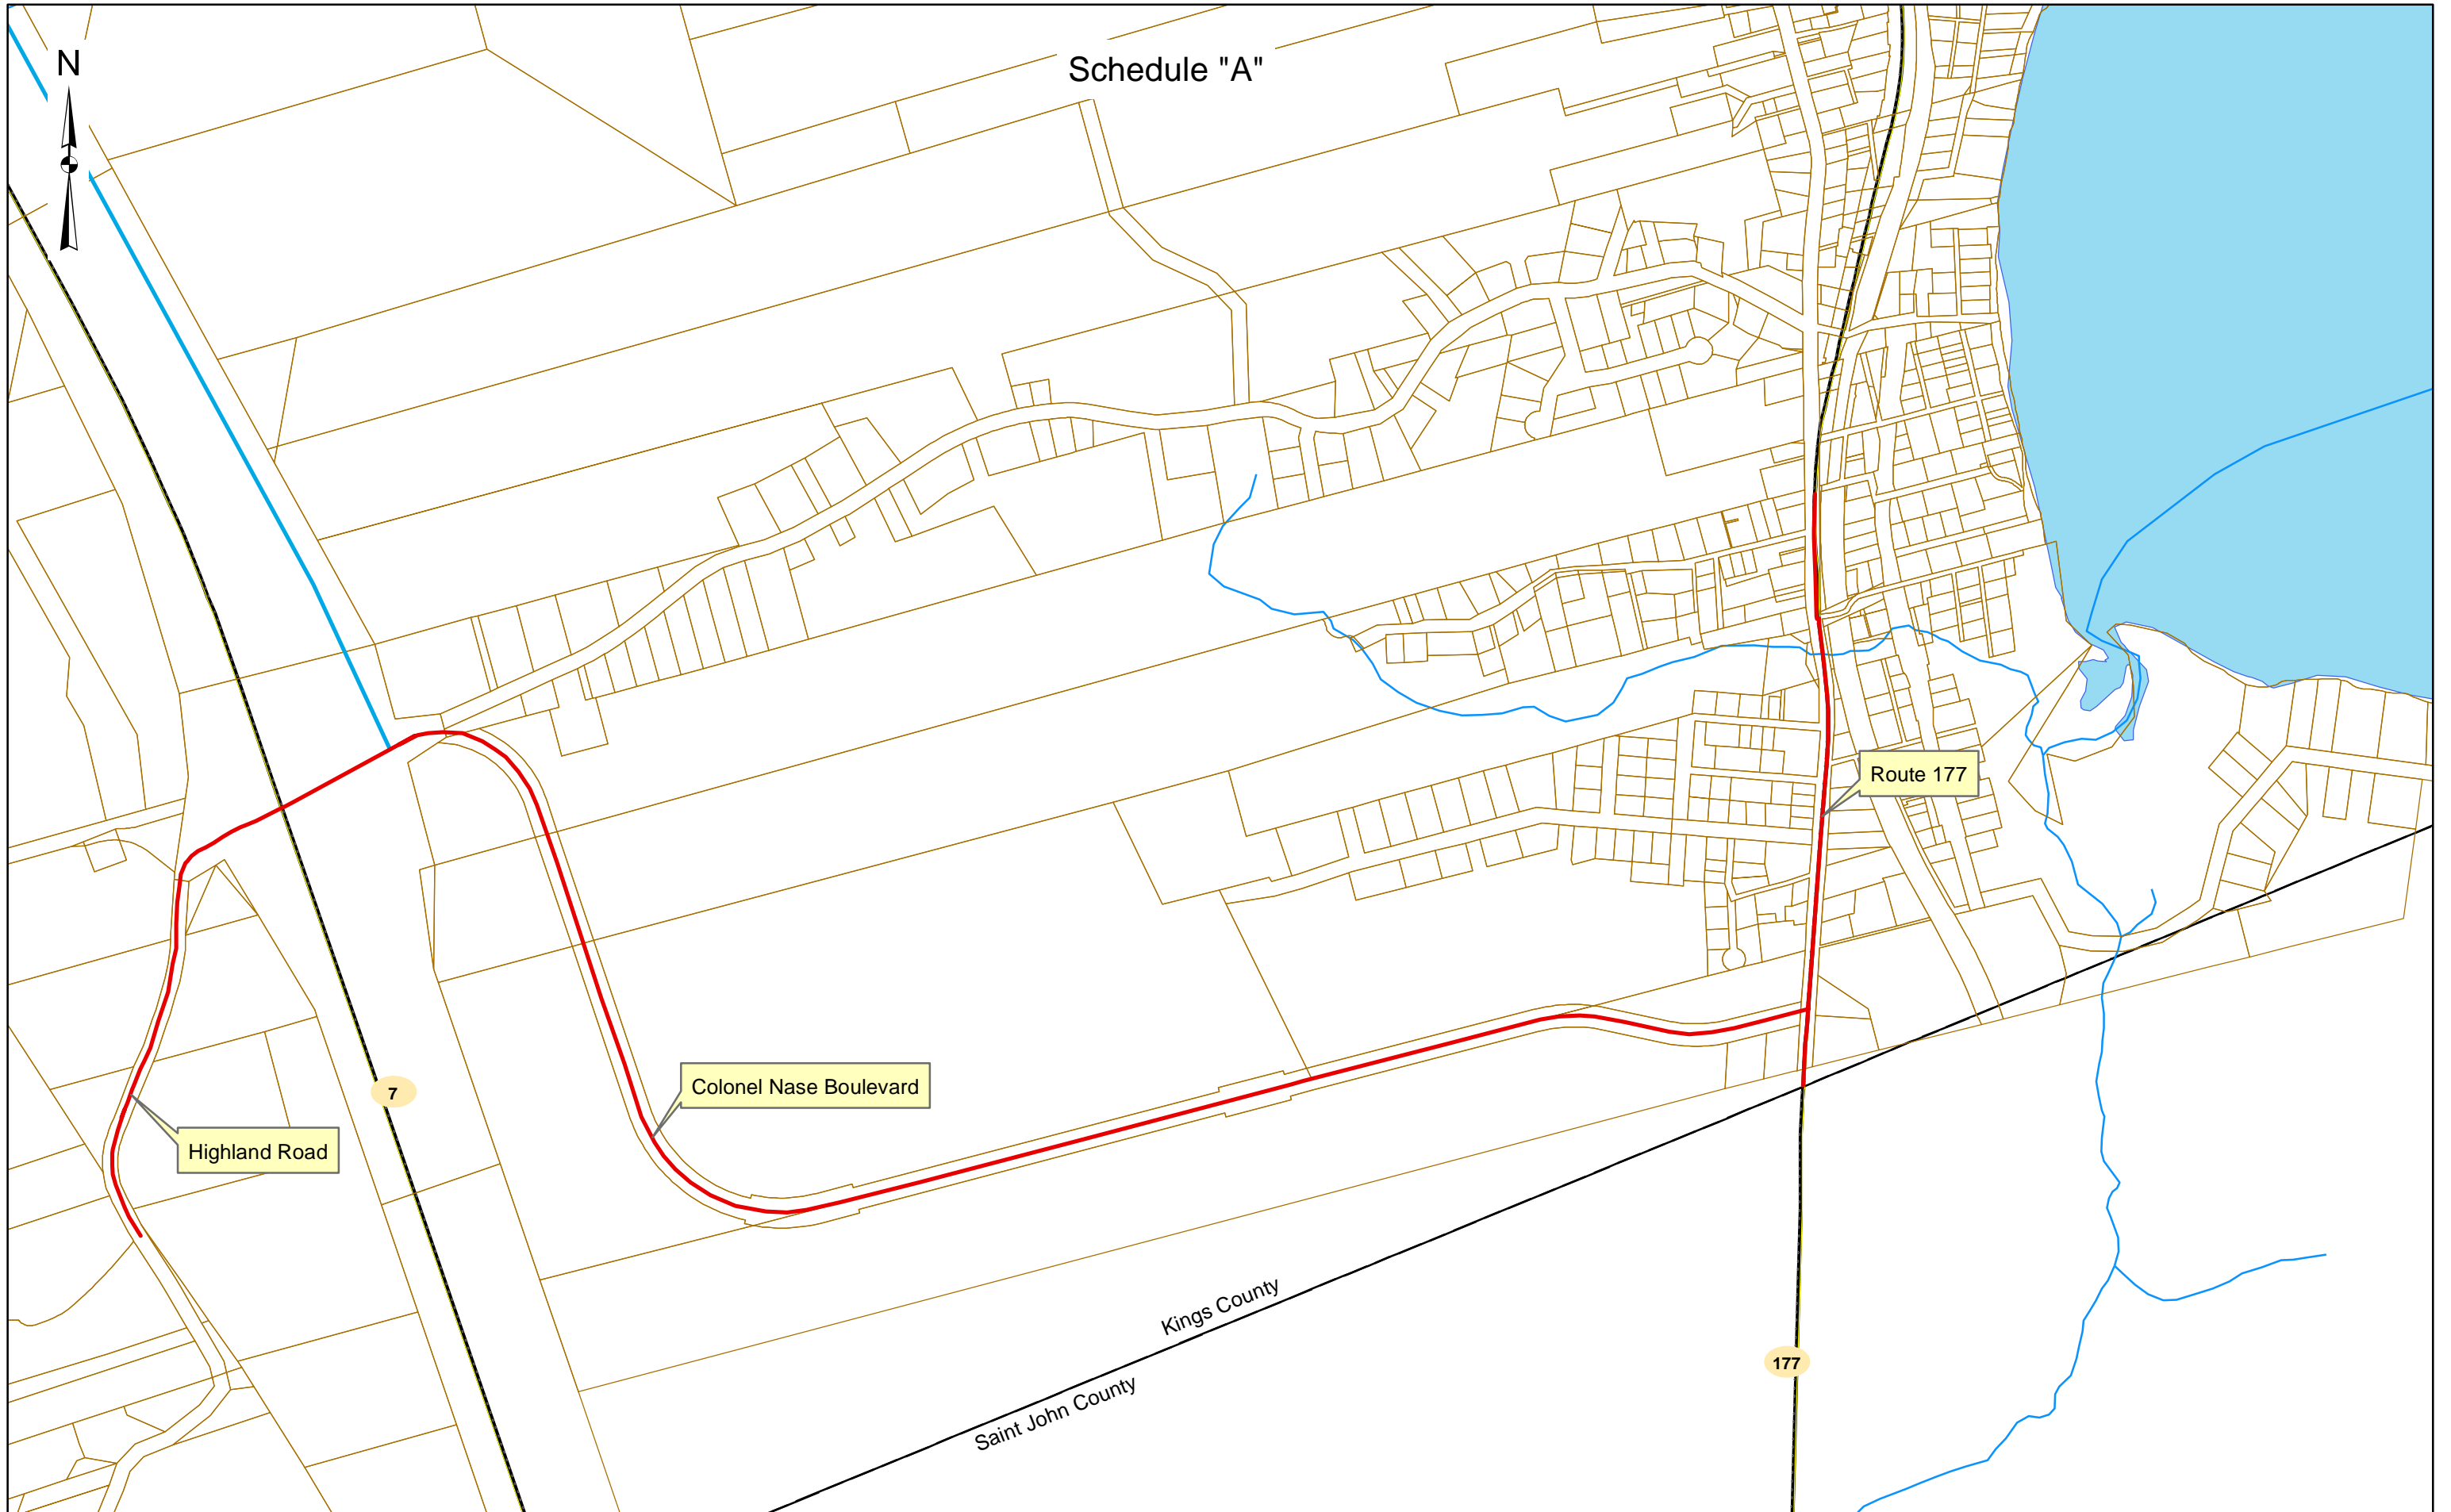 N
Schedule "A"
Route 177
Colonel Nase Boulevard
7
Highland Road
Kings County
Saint John County
177